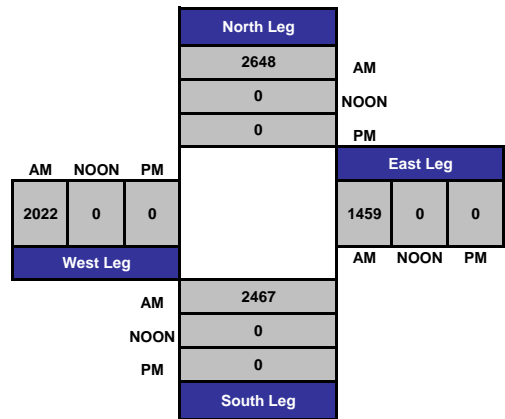 North Leg
2648 AM
0 NOON
0 PM
AM NOON PM
East Leg
2022 0 0
1459 0 0
West Leg
AM NOON PM
AM 2467
NOON 0
PM 0
South Leg